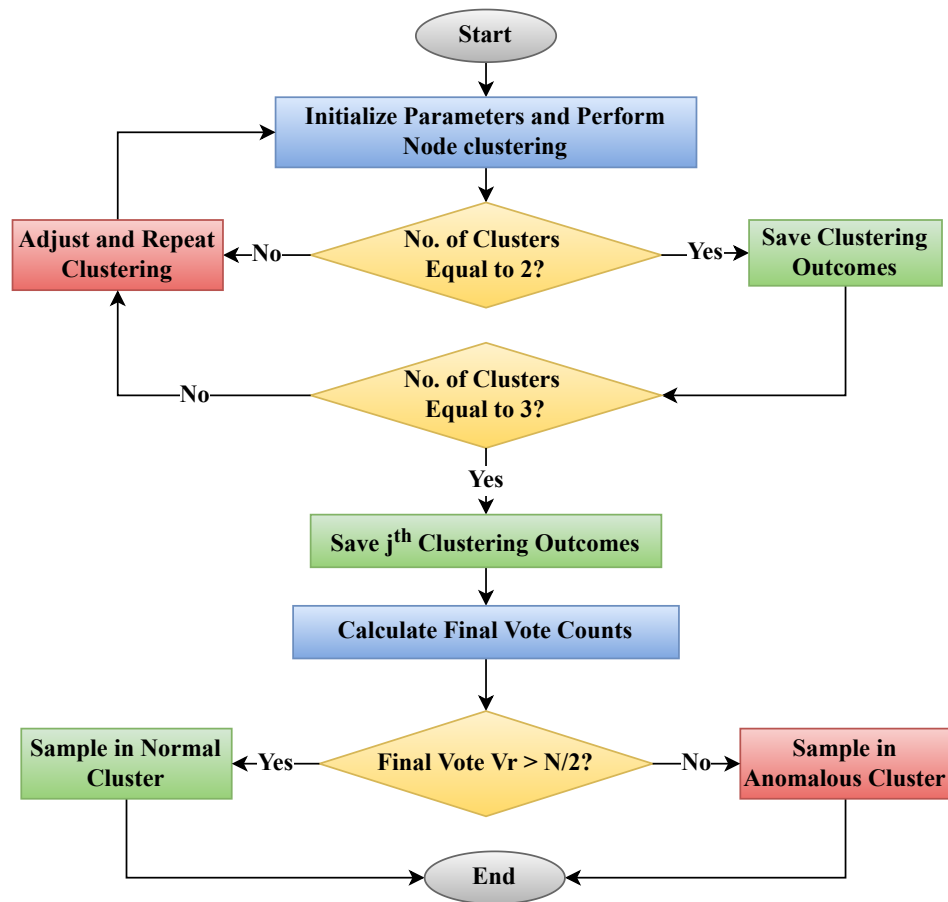 Start
Initialize Parameters and Perform
Node clustering
Adjust and Repeat
Clustering
No
No. of Clusters
Equal to 2?
Yes
Save Clustering
Outcomes
No
No. of Clusters
Equal to 3?
Yes
Save jth Clustering Outcomes
Calculate Final Vote Counts
Sample in Normal
Cluster
Yes
Final Vote Vr > N/2?
No
Sample in
Anomalous Cluster
End